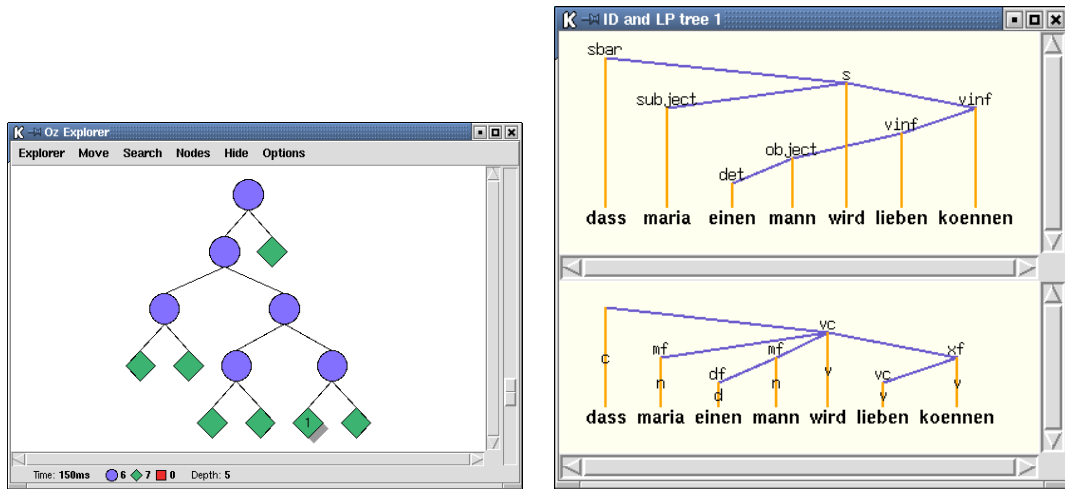 Oz Explorer
Explorer Move Search Nodes Hide Options
1
Time: 150ms 6 7 0 Depth: 5
ID and LP tree 1
sbar
s
subject vinf
vinf
object
det
dass maria einen mann wird lieben koennen
vc
mf mf xf
c df v vc
n d n v v
dass maria einen mann wird lieben koennen